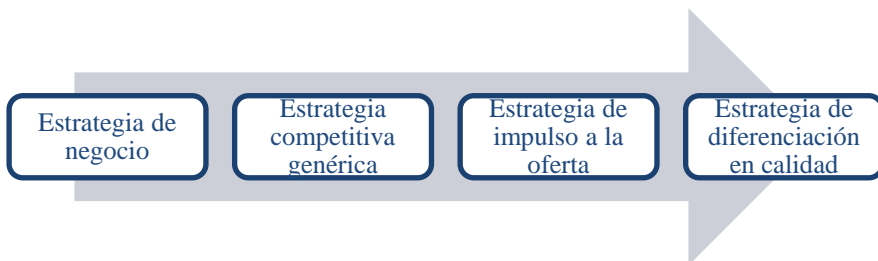 Estrategia de
negocio
Estrategia
competitiva
genérica
Estrategia de
impulso a la
oferta
Estrategia de
diferenciación
en calidad